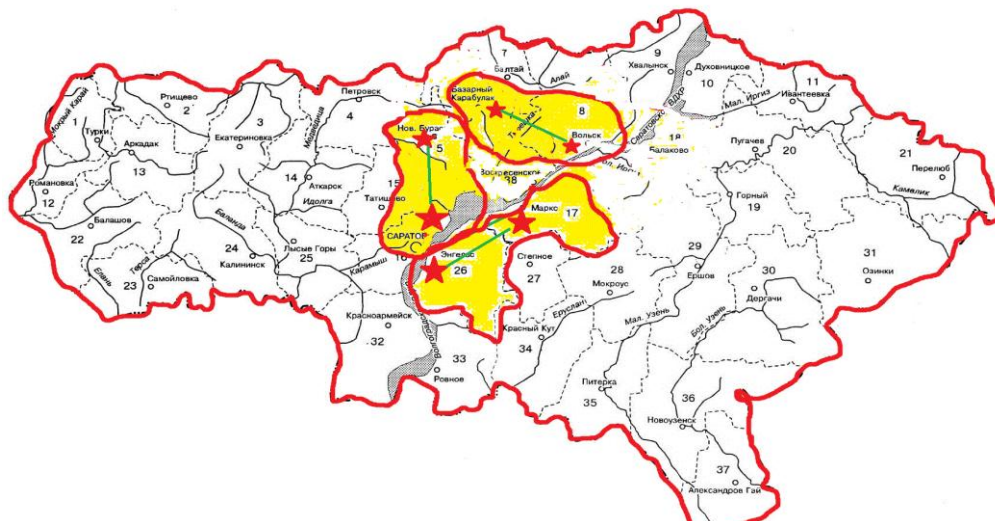 7
Балтай
Алай
9
Хвалынск
Духовницкое
10
11
Ивантеевка
Мал. Иргиз
ВДХР
Саратовское
Ртищево
2
3
Петровск
4
Базарный
Карабулак
8
Вольск
Мокрый Карай
1
Турки
Аркадак
Екатериновка
Медведица
Нов. Бурас
5
18
Балаково
Пугачев
20
21
Перелюб
13
14
Аткарск
Идолга
15
Татищево
Воскресенское
38
Романовка
12
Камелик
Горный
19
Маркс
17
Балашов
22
Баланда
САРАТОВ
24
Лысые Горы
Калининск
25
Карамыш
16
Энгельс
26
Степное
27
28
29
Ершов
31
Озинки
Елань
23
Самойловка
Мокроус
30
Дергачи
Еруслан
Мал. Узень
Бол. Узень
Красноармейск
32
Красный Кут
34
33
Ровное
Питерка
35
36
Новоузенск
37
Александров Гай